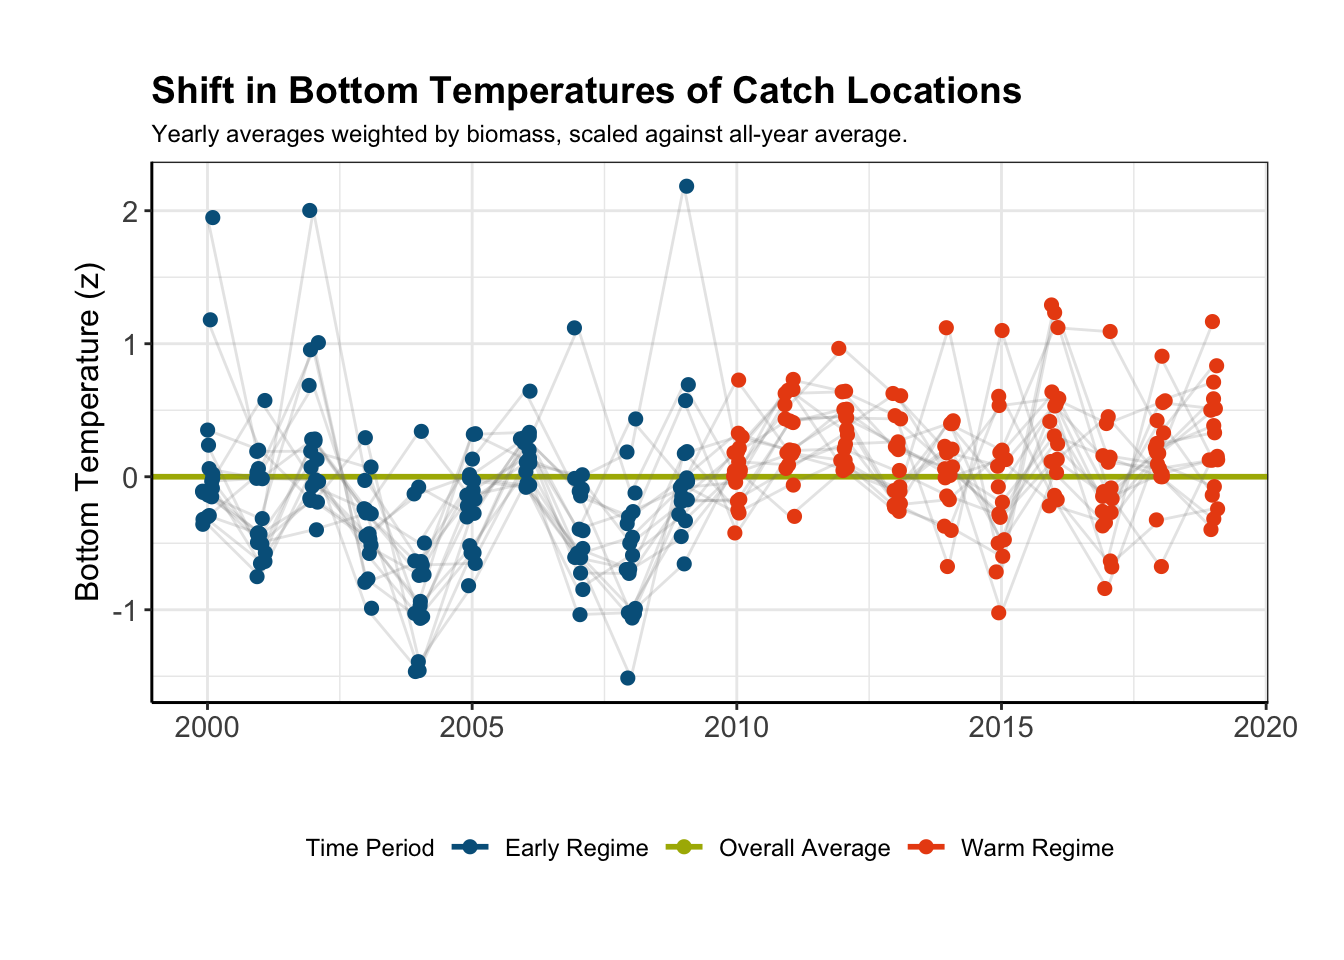 Shift in Bottom Temperatures of Catch Locations
Yearly averages weighted by biomass, scaled against all-year average.
Bottom Temperature (z)
2
1
0
-1
2000 2005 2010 2015 2020
Time Period Early Regime Overall Average Warm Regime